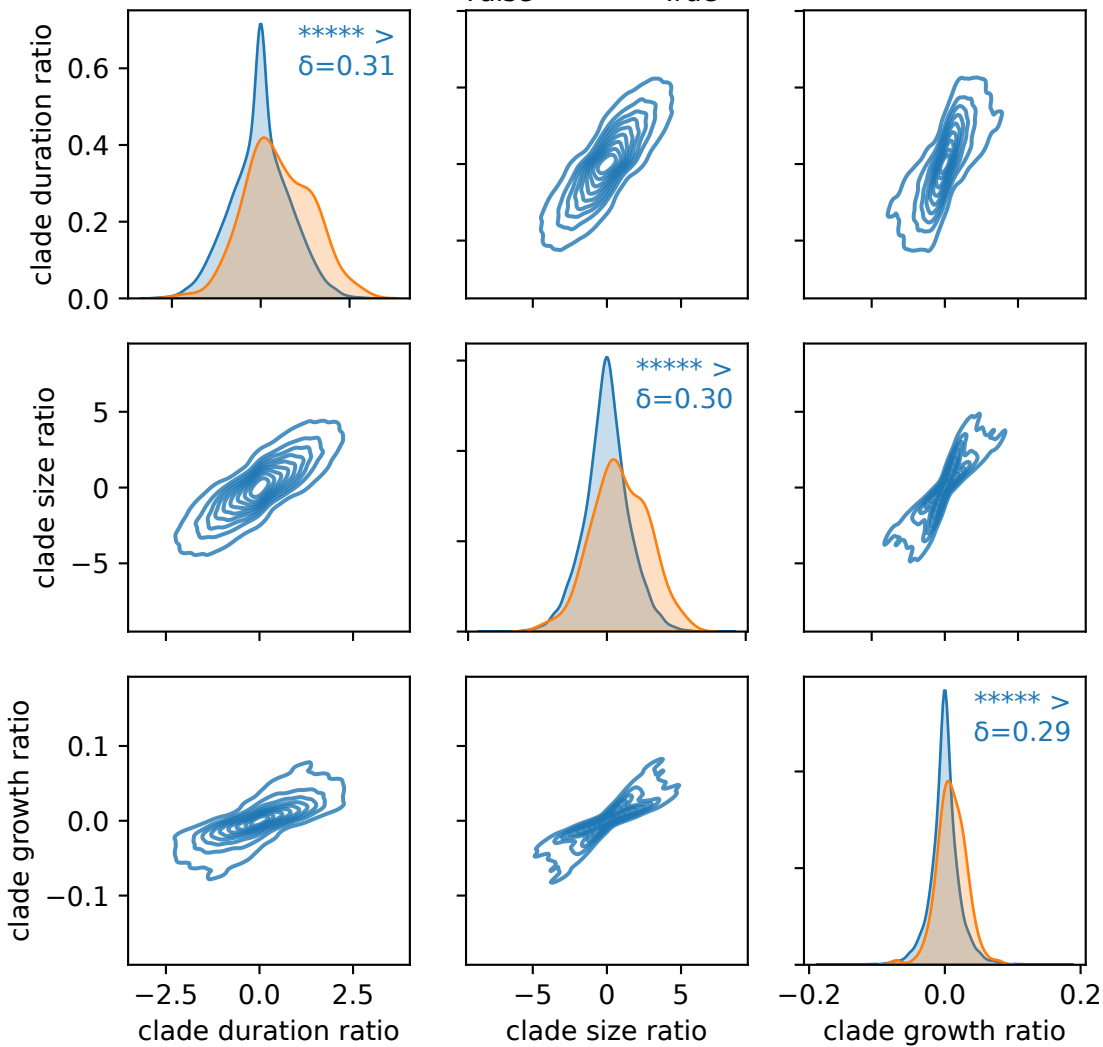 clade duration ratio
0.6
0.4
0.2
0.0
***** >
δ=0.31
clade size ratio
5
0
−5
***** >
δ=0.30
clade growth ratio
0.1
0.0
−0.1
***** >
δ=0.29
−2.5 0.0 2.5
−5 0 5
−0.2 0.0 0.2
clade duration ratio
clade size ratio
clade growth ratio